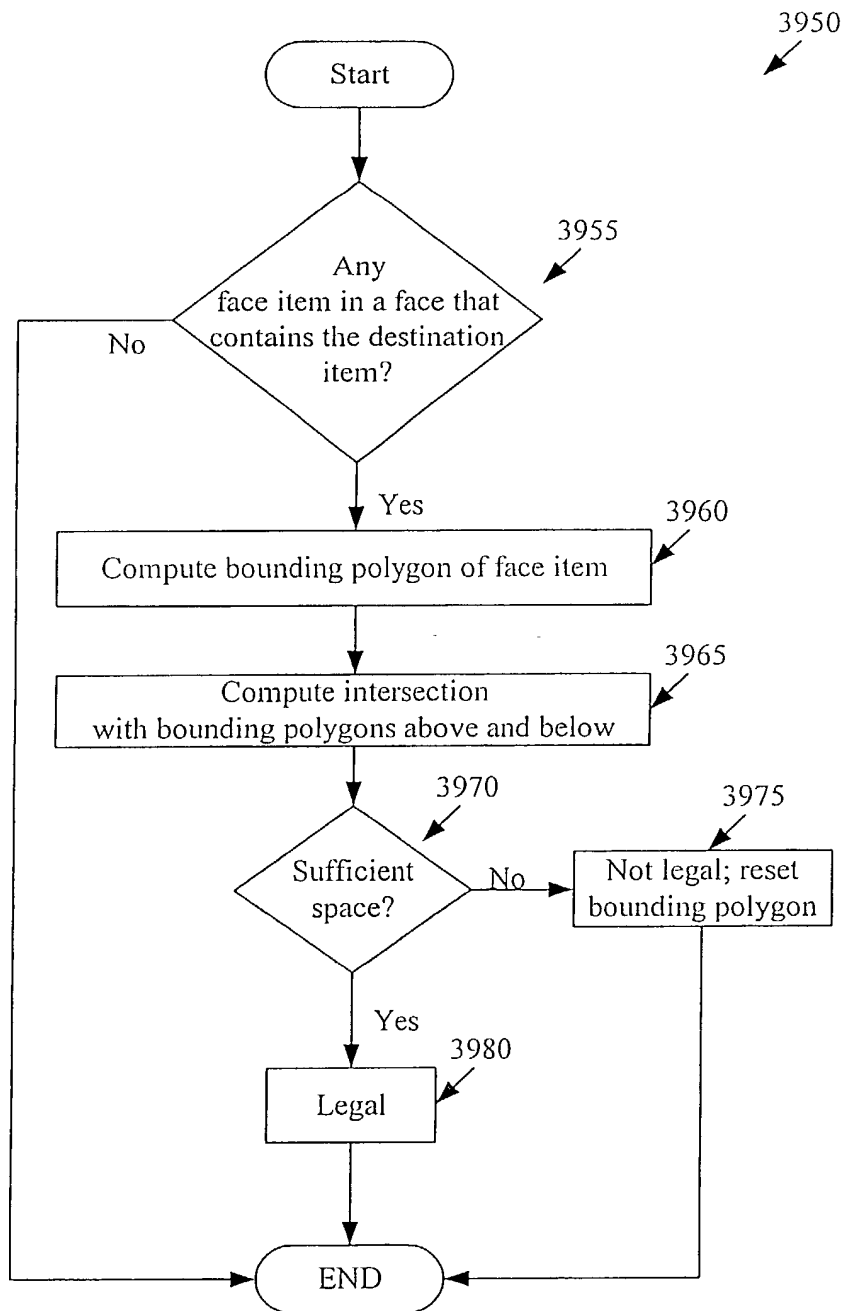 3950
Start
3955
Any
face item in a face that
contains the destination
item?
No
Yes
3960
Compute bounding polygon of face item
3965
Compute intersection
with bounding polygons above and below
3970
3975
Sufficient
space?
No
Not legal; reset
bounding polygon
Yes
3980
Legal
END